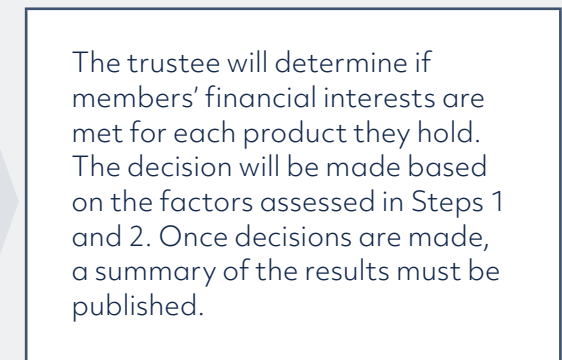 The trustee will determine if
members’ financial interests are
met for each product they hold.
The decision will be made based
on the factors assessed in Steps 1
and 2. Once decisions are made,
a summary of the results must be
published.